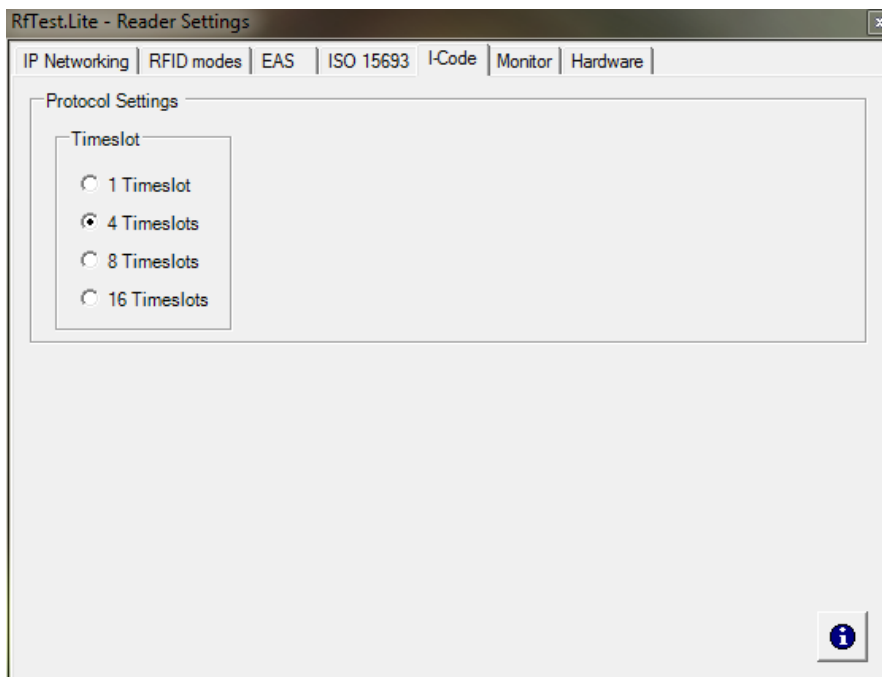 RfTest.Lite - Reader Settings
IP Networking RFID modes EAS ISO 15693 I-Code Monitor Hardware
Protocol Settings
Timeslot
1 Timeslot
4 Timeslots
8 Timeslots
16 Timeslots